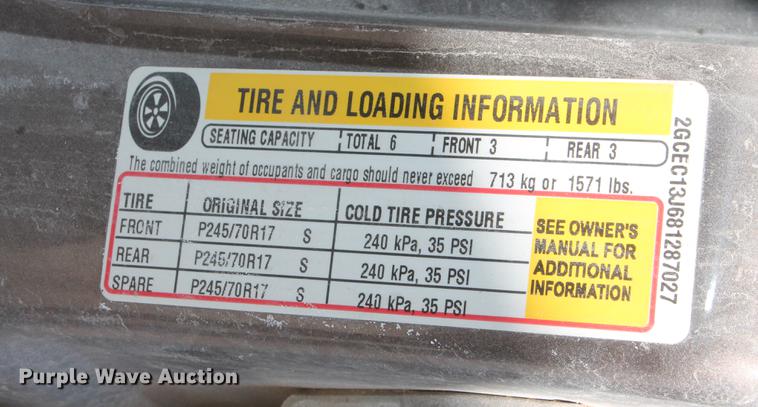 TIRE AND LOADING INFORMATION
SEATING CAPACITY TOTAL 6 FRONT 3 REAR 3
The combined weight of occupants and cargo should never exceed 713 kg or 1571 lbs.
TIRE ORIGINAL SIZE COLD TIRE PRESSURE
FRONT P245/70R17 S 240 kPa, 35 PSI
REAR P245/70R17 S 240 kPa, 35 PSI
SPARE P245/70R17 S 240 kPa, 35 PSI
SEE OWNER'S
MANUAL FOR
ADDITIONAL
INFORMATION
2GCEC13J681287027
Purple Wave Auction